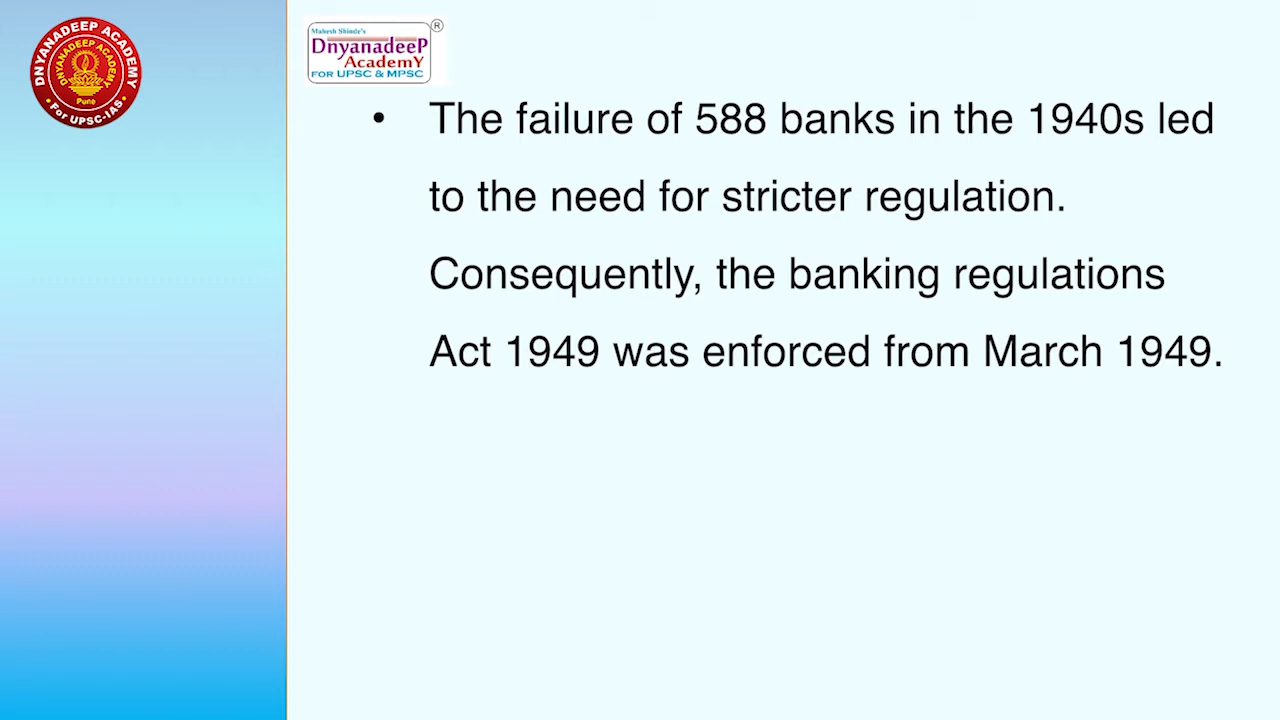 DNYANADEEP ACADEMY
DNYANADEEP ACADEMY
Pune
For UPSC-IAS
Mahesh Shinde's
DnyanadeeP
AcademY
FOR UPSC & MPSC
®
• The failure of 588 banks in the 1940s led
to the need for stricter regulation.
Consequently, the banking regulations
Act 1949 was enforced from March 1949.